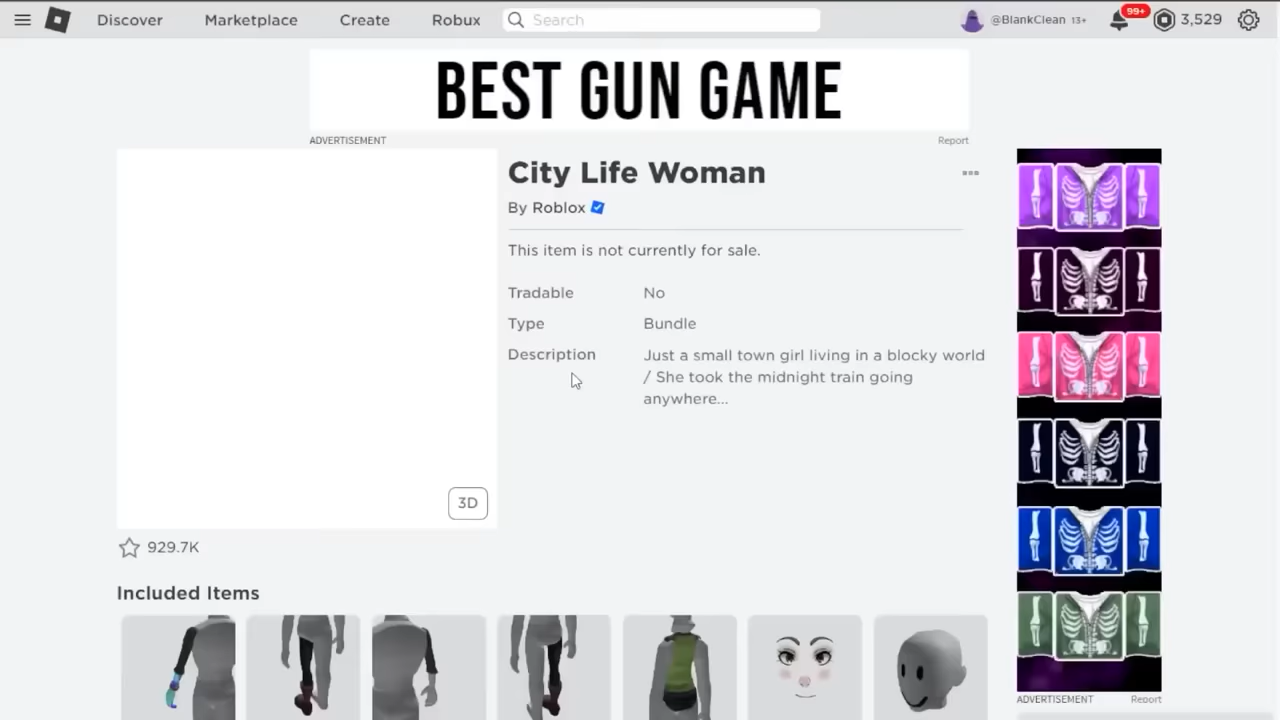 Discover
Marketplace
Create
Robux
Search
@BlankClean 13+
99+
3,529
BEST GUN GAME
ADVERTISEMENT
Report
City Life Woman
By Roblox
This item is not currently for sale.
Tradable No
Type Bundle
Description Just a small town girl living in a blocky world
/ She took the midnight train going
anywhere...
3D
929.7K
Included Items
ADVERTISEMENT
Report